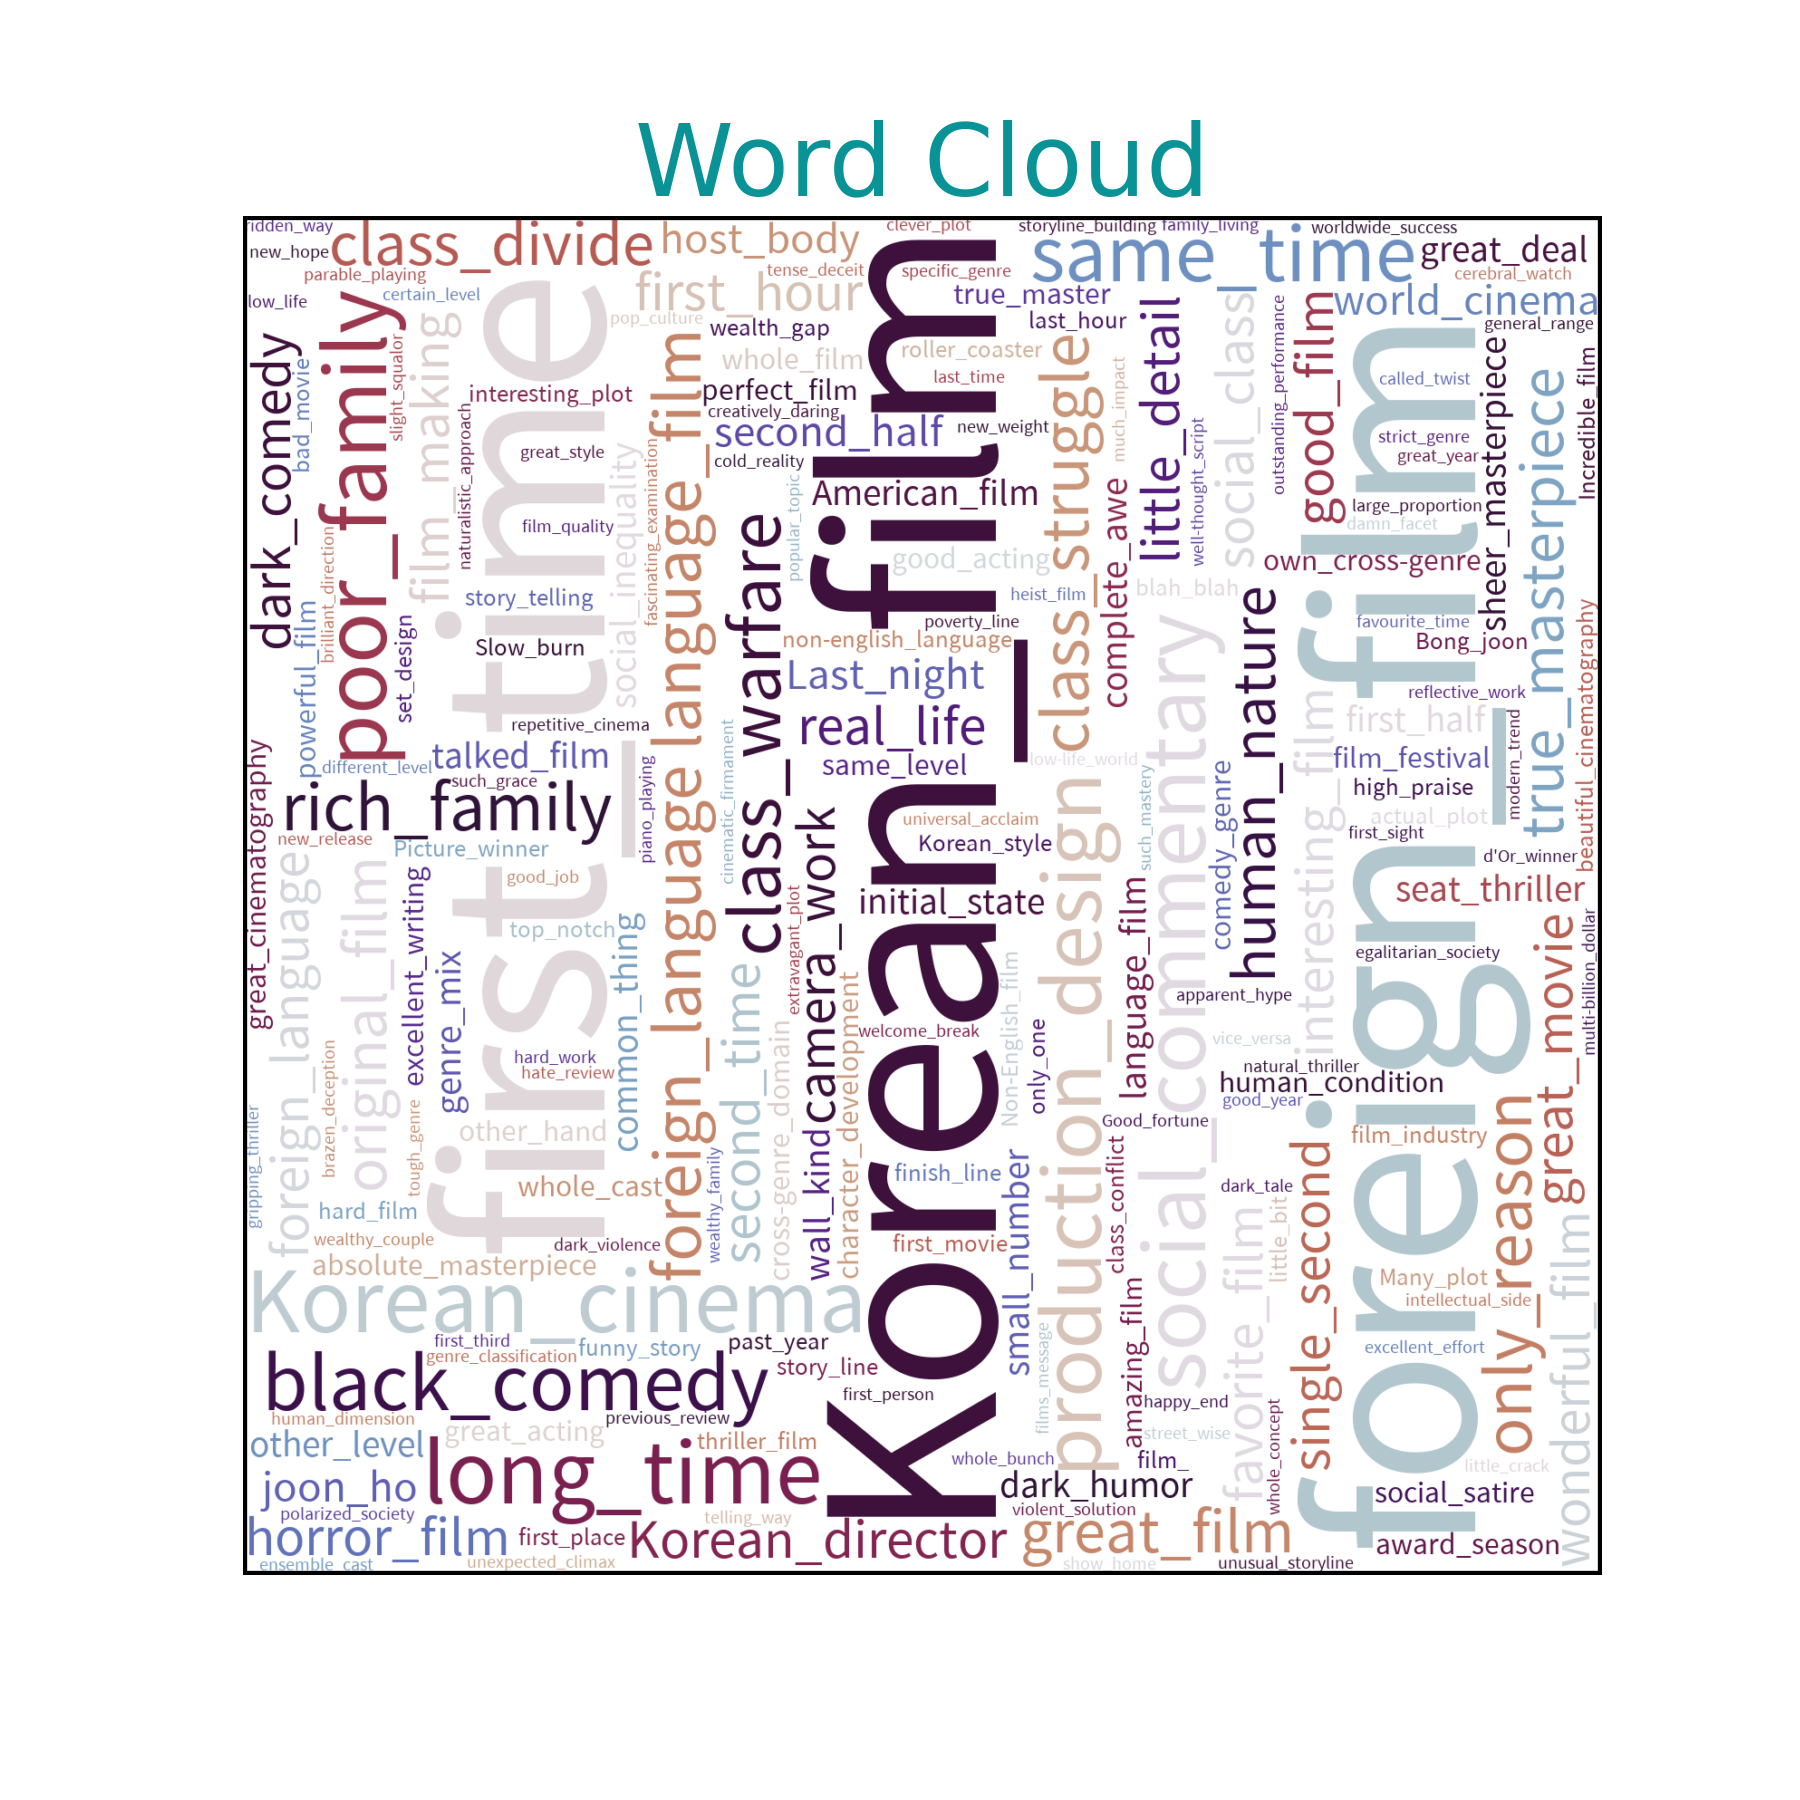 Word Cloud
ridden_way
class_divide
host_body
clever_plot
storyline_building
family_living
worldwide_success
new_hope
same_time
great_deal
parable_playing
tense_deceit
specific_genre
cerebral_watch
low_life
certain_level
first_hour
true_master
world_cinema
pop_culture
wealth_gap
last_hour
general_range
dark_comedy
bad_movie
poor_family
slight_squalor
film_making
first_time
whole_film
roller_coaster
last_time
called_twist
interesting_plot
perfect_film
creatively_daring
second_half
new_weight
strict_genre
great_year
great_style
cold_reality
naturalistic_approach
social_inequality
fascinating_examination
foreign_language language_film
popular_topic
American_film
class_struggle
much_impact
little_detail
well-thought_script
social_class
outstanding_performance
good_film
foreign_film
large_proportion
damn_facet
sheer_masterpiece
true_masterpiece
Incredible_film
film_quality
good_acting
own_cross-genre
brilliant_direction
story_telling
heist_film
blah_blah
complete_awe
powerful_film
set_design
Slow_burn
poverty_line
non-english_language
favourite_time
Bong_joon
Last_night
class_warfare
Korean_film
human_nature
reflective_work
first_half
repetitive_cinema
real_life
talked_film
same_level
low-life_world
film_festival
modern_trend
beautiful_cinematography
different_level
such_grace
high_praise
rich_family
piano_playing
cinematic_firmament
universal_acclaim
actual_plot
new_release
Picture_winner
Korean_style
first_sight
d'Or_winner
great_cinematography
foreign_language
original_film
excellent_writing
good_job
initial_state
seat_thriller
top_notch
genre_mix
common_thing
second_time
extravagant_plot
camera_work
production_design
such_mastery
comedy_genre
social_commentary
interesting_film
egalitarian_society
great_movie
multi-billion_dollar
Non-English_film
language_film
apparent_hype
hard_work
hate_review
welcome_break
only_one
vice_versa
natural_thriller
human_condition
brazen_deception
tough_genre
other_hand
cross-genre_domain
character_development
wall_kind
Good_fortune
good_year
film_industry
gripping_thriller
hard_film
whole_cast
wealthy_family
finish_line
class_conflict
dark_tale
wealthy_couple
dark_violence
first_movie
small_number
little_bit
absolute_masterpiece
Many_plot
only_reason
Korean_cinema
intellectual_side
first_third
funny_story
past_year
films_message
amazing_film
favorite_film
single_second
excellent_effort
wonderful_film
genre_classification
story_line
black_comedy
first_person
happy_end
human_dimension
previous_review
street_wise
whole_concept
other_level
great_acting
thriller_film
whole_bunch
film_
little_crack
joon_ho
long_time
dark_humor
social_satire
polarized_society
telling_way
violent_solution
horror_film
first_place
Korean_director
great_film
award_season
ensemble_cast
unexpected_climax
show_home
unusual_storyline